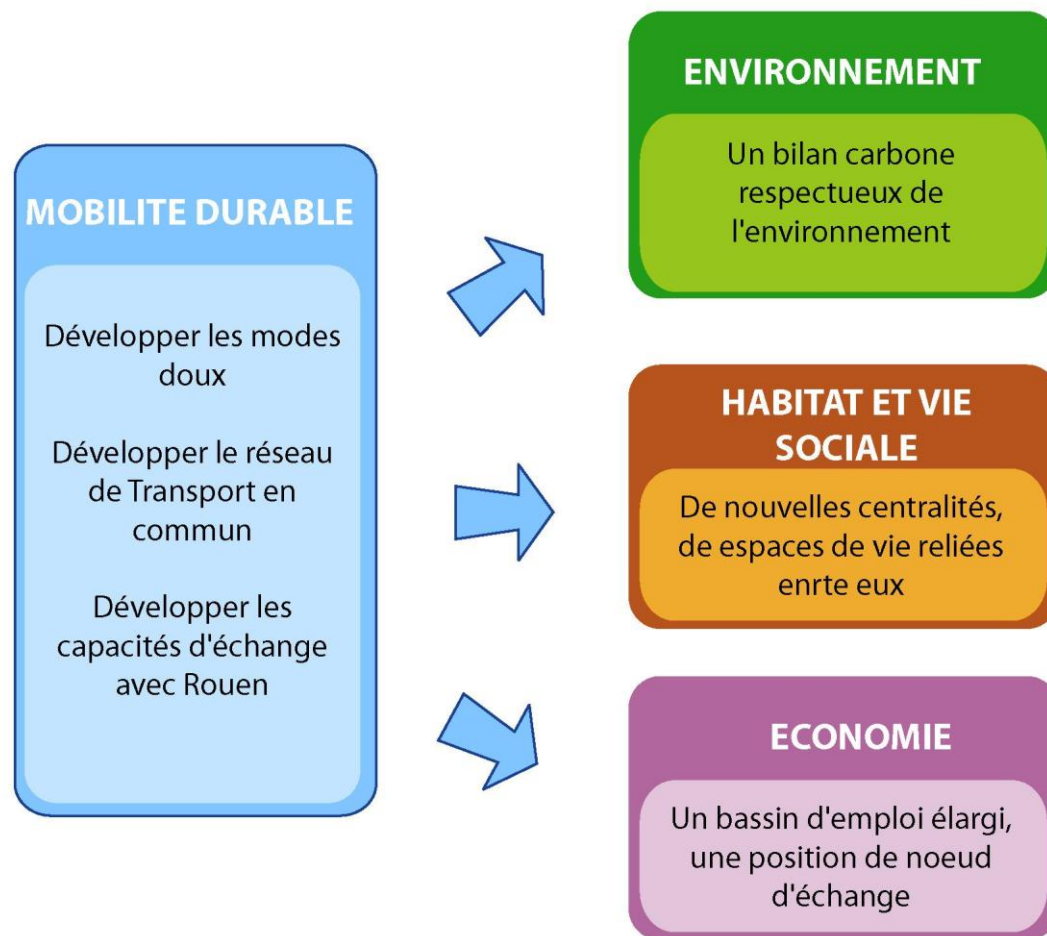 MOBILITE DURABLE
Développer les modes
doux
Développer le réseau
de Transport en
commun
Développer les
capacités d'échange
avec Rouen
ENVIRONNEMENT
Un bilan carbone
respectueux de
l'environnement
HABITAT ET VIE
SOCIALE
De nouvelles centralités,
de espaces de vie reliées
enrte eux
ECONOMIE
Un bassin d'emploi élargi,
une position de noeud
d'échange